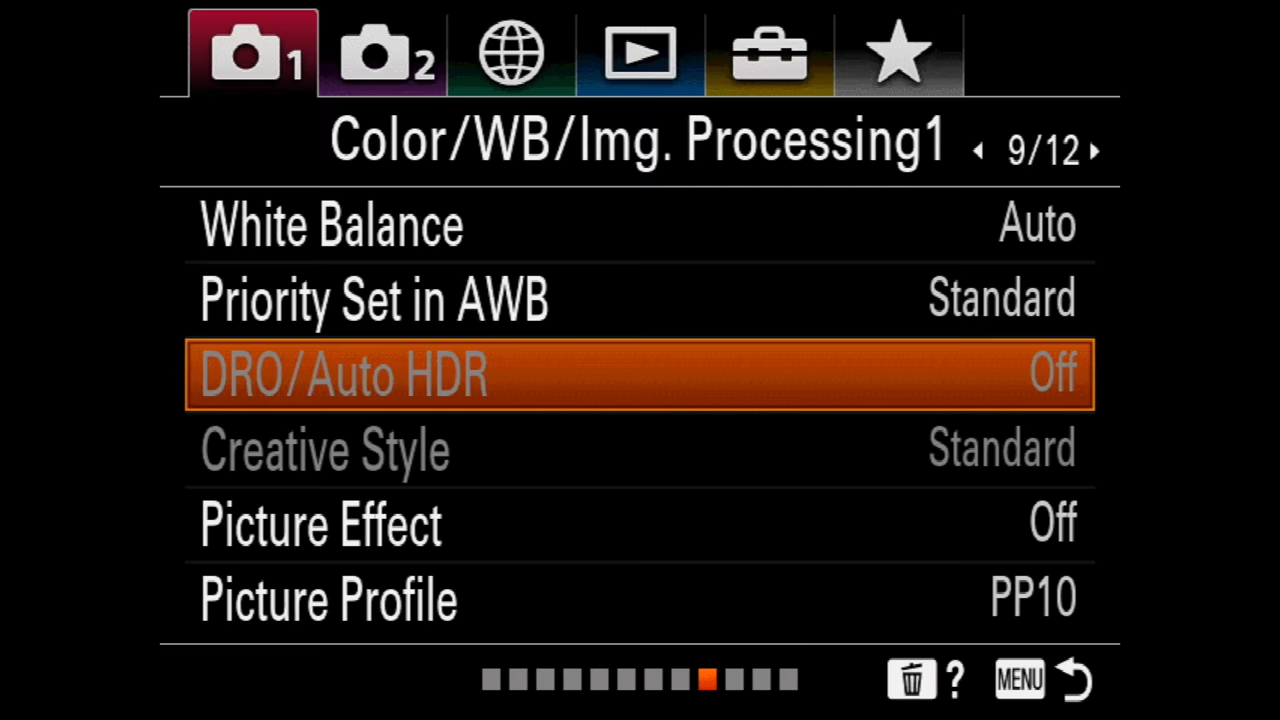 1 2
Color/WB/Img. Processing1 9/12
White Balance Auto
Priority Set in AWB Standard
DRO/Auto HDR Off
Creative Style Standard
Picture Effect Off
Picture Profile PP10
? MENU